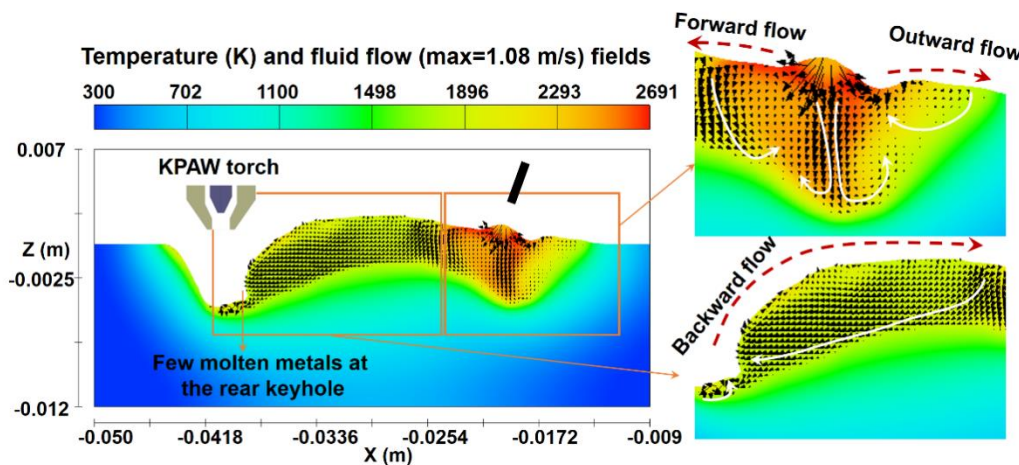 Temperature (K) and fluid flow (max=1.08 m/s) fields
300 702 1100 1498 1896 2293 2691
0.007
Z (m)
-0.0025
-0.012
KPAW torch
Few molten metals at
the rear keyhole
-0.050 -0.0418 -0.0336 -0.0254 -0.0172 -0.009
X (m)
Forward flow
Outward flow
Backward flow